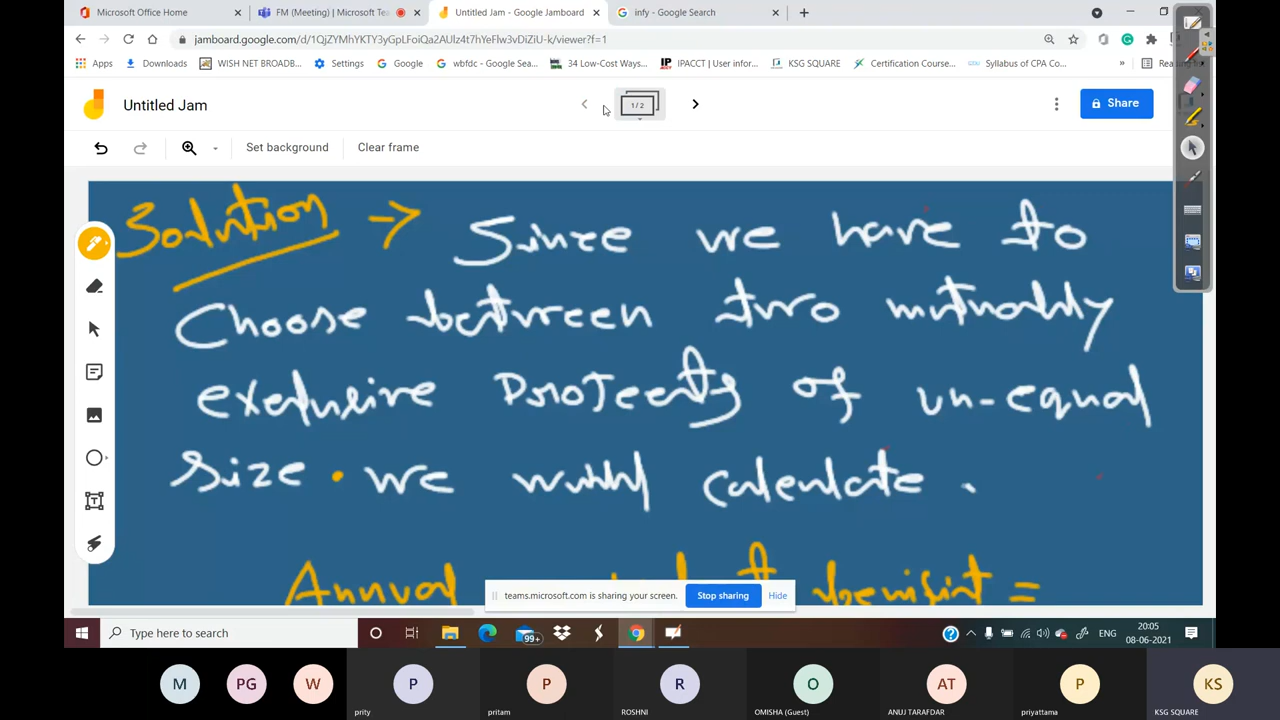 Microsoft Office Home
FM (Meeting) | Microsoft Te
Untitled Jam - Google Jamboard
infy - Google Search
jamboard.google.com/d/1QjZYMhYKTY3yGpLFoiQa2AUlz4t7hYeFlw3vDiZiU-k/viewer?f=1
Apps
Downloads
WISH NET BROADB...
Settings
Google
wbfdc - Google Sea...
34 Low-Cost Ways...
IPACCT | User infor...
KSG SQUARE
Certification Course...
Syllabus of CPA Co...
»
Reading
Untitled Jam
1 / 2
Share
Set background
Clear frame
Solution → Since we have to
Choose between two mutually
exclusive Projects of un-equal
size. we will calculate.
Annual benifit =
teams.microsoft.com is sharing your screen.
Stop sharing
Hide
Type here to search
99+
ENG
20:05
08-06-2021
M
PG
W
P
P
R
O
AT
P
KS
prity
pritam
ROSHNI
OMISHA (Guest)
ANUJ TARAFDAR
priyattama
KSG SQUARE